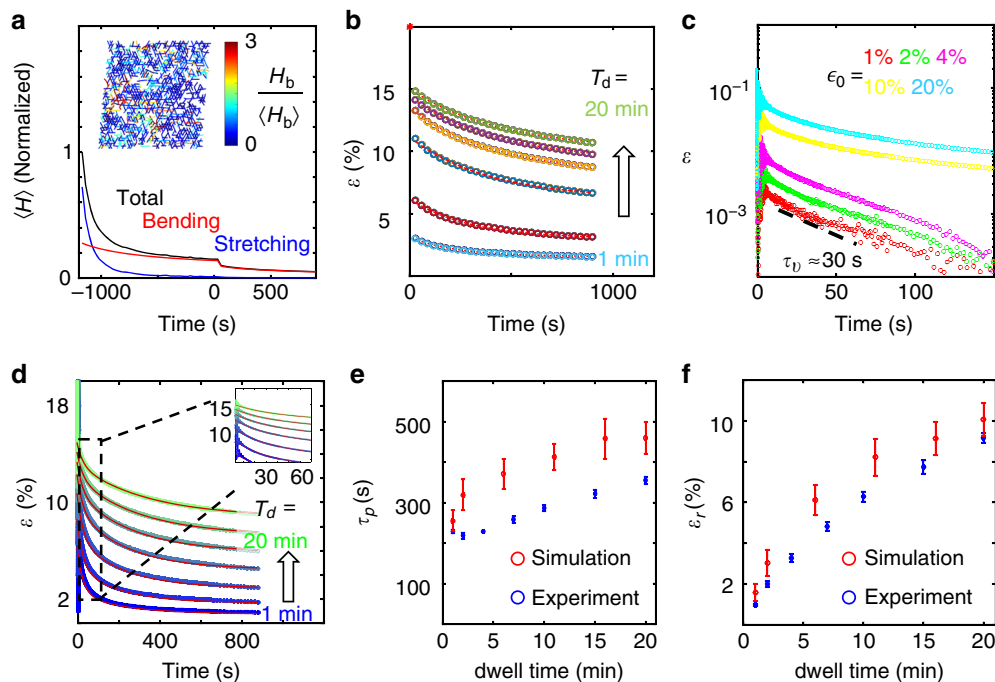 a
⟨H⟩ (Normalized)
1
0
3
0
H_b
⟨H_b⟩
Total
Bending
Stretching
−1000 0 500
Time (s)
b
ε (%)
15
10
5
T_d =
20 min
1 min
0 1000
Time (s)
c
ε
10^−1
10^−3
1% 2% 4%
ϵ_0 =
10% 20%
τ_υ ≈30 s
0 50 100
Time (s)
d
ε (%)
18
10
2
15
10
30 60
T_d =
20 min
1 min
0 400 800
Time (s)
e
τ_p (s)
500
300
100
Simulation
Experiment
0 5 10 15 20
dwell time (min)
f
ε_r (%)
10
6
2
Simulation
Experiment
0 5 10 15 20
dwell time (min)